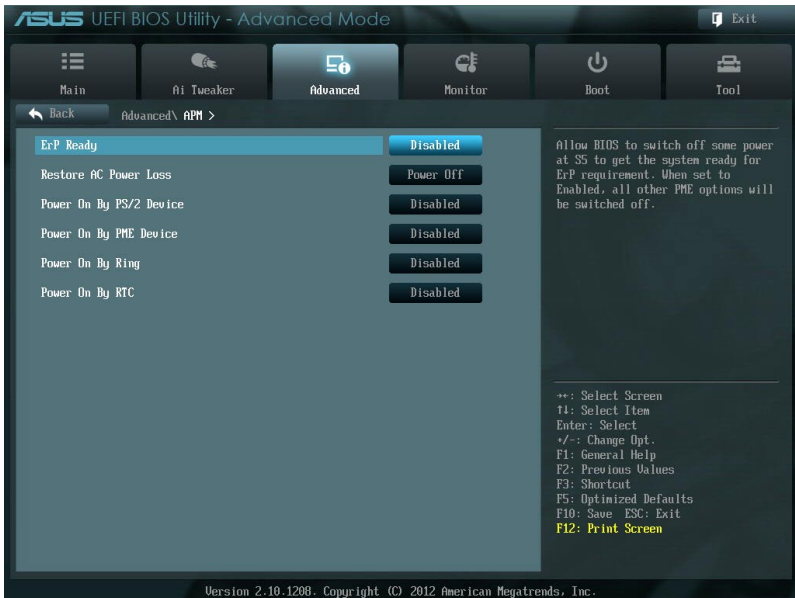 ASUS UEFI BIOS Utility - Advanced Mode
Exit
Main
Ai Tweaker
Advanced
Monitor
Boot
Tool
Back
Advanced\ APM >
ErP Ready Disabled
Restore AC Power Loss Power Off
Power On By PS/2 Device Disabled
Power On By PME Device Disabled
Power On By Ring Disabled
Power On By RTC Disabled
Allow BIOS to switch off some power
at S5 to get the system ready for
ErP requirement. When set to
Enabled, all other PME options will
be switched off.
→←: Select Screen
↑↓: Select Item
Enter: Select
+/-: Change Opt.
F1: General Help
F2: Previous Values
F3: Shortcut
F5: Optimized Defaults
F10: Save ESC: Exit
F12: Print Screen
Version 2.10.1208. Copyright (C) 2012 American Megatrends, Inc.